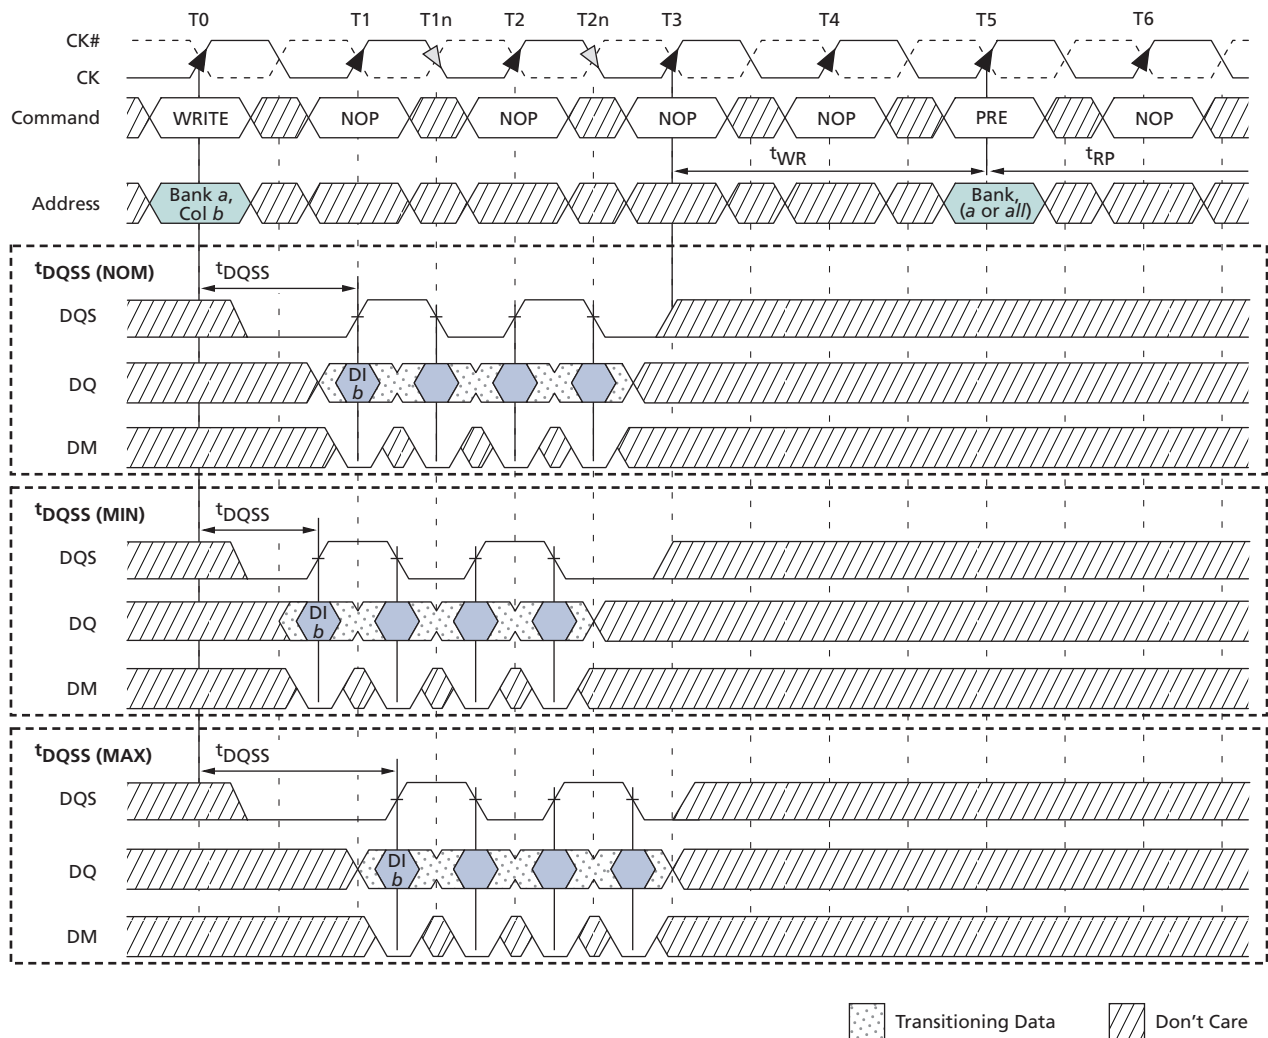 T0 T1 T1n T2 T2n T3 T4 T5 T6
CK#
CK
Command WRITE NOP NOP NOP NOP PRE NOP
tWR tRP
Address Bank a, Col b Bank, (a or all)
tDQSS (NOM) tDQSS
DQS
DQ DI b
DM
tDQSS (MIN) tDQSS
DQS
DQ DI b
DM
tDQSS (MAX) tDQSS
DQS
DQ DI b
DM
Transitioning Data Don't Care